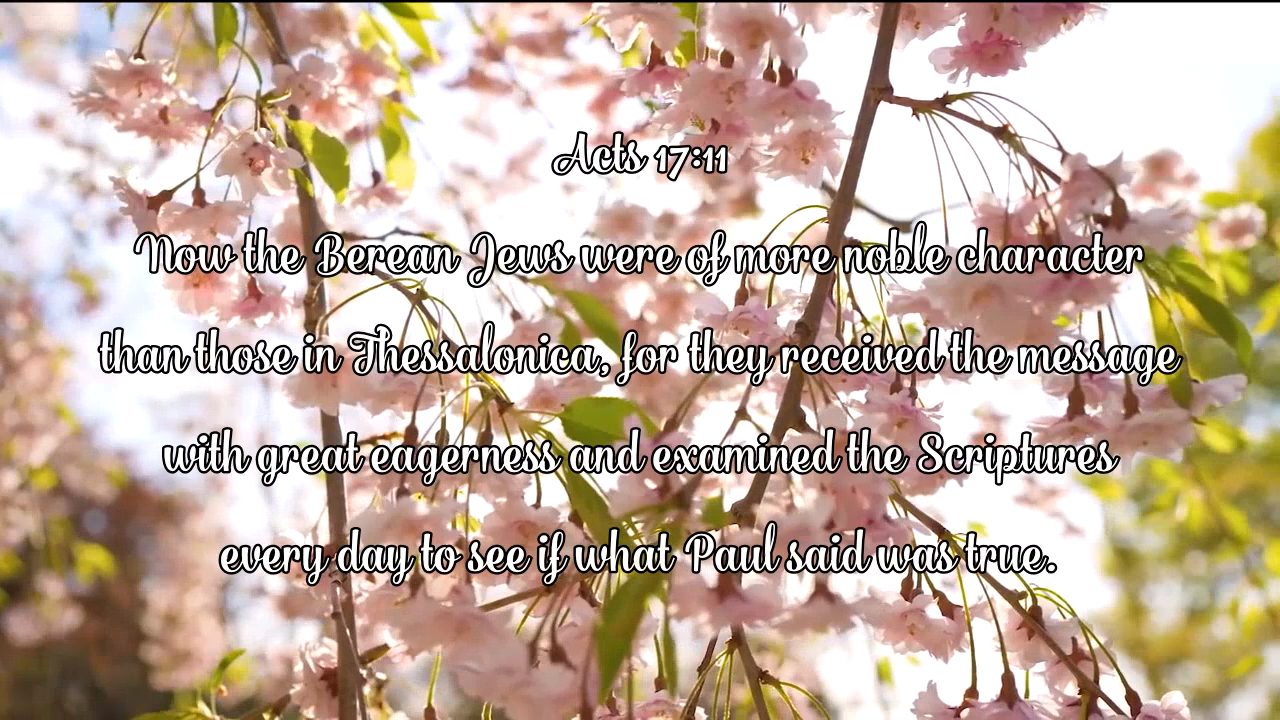 Acts 17:11
Now the Berean Jews were of more noble character
than those in Thessalonica, for they received the message
with great eagerness and examined the Scriptures
every day to see if what Paul said was true.